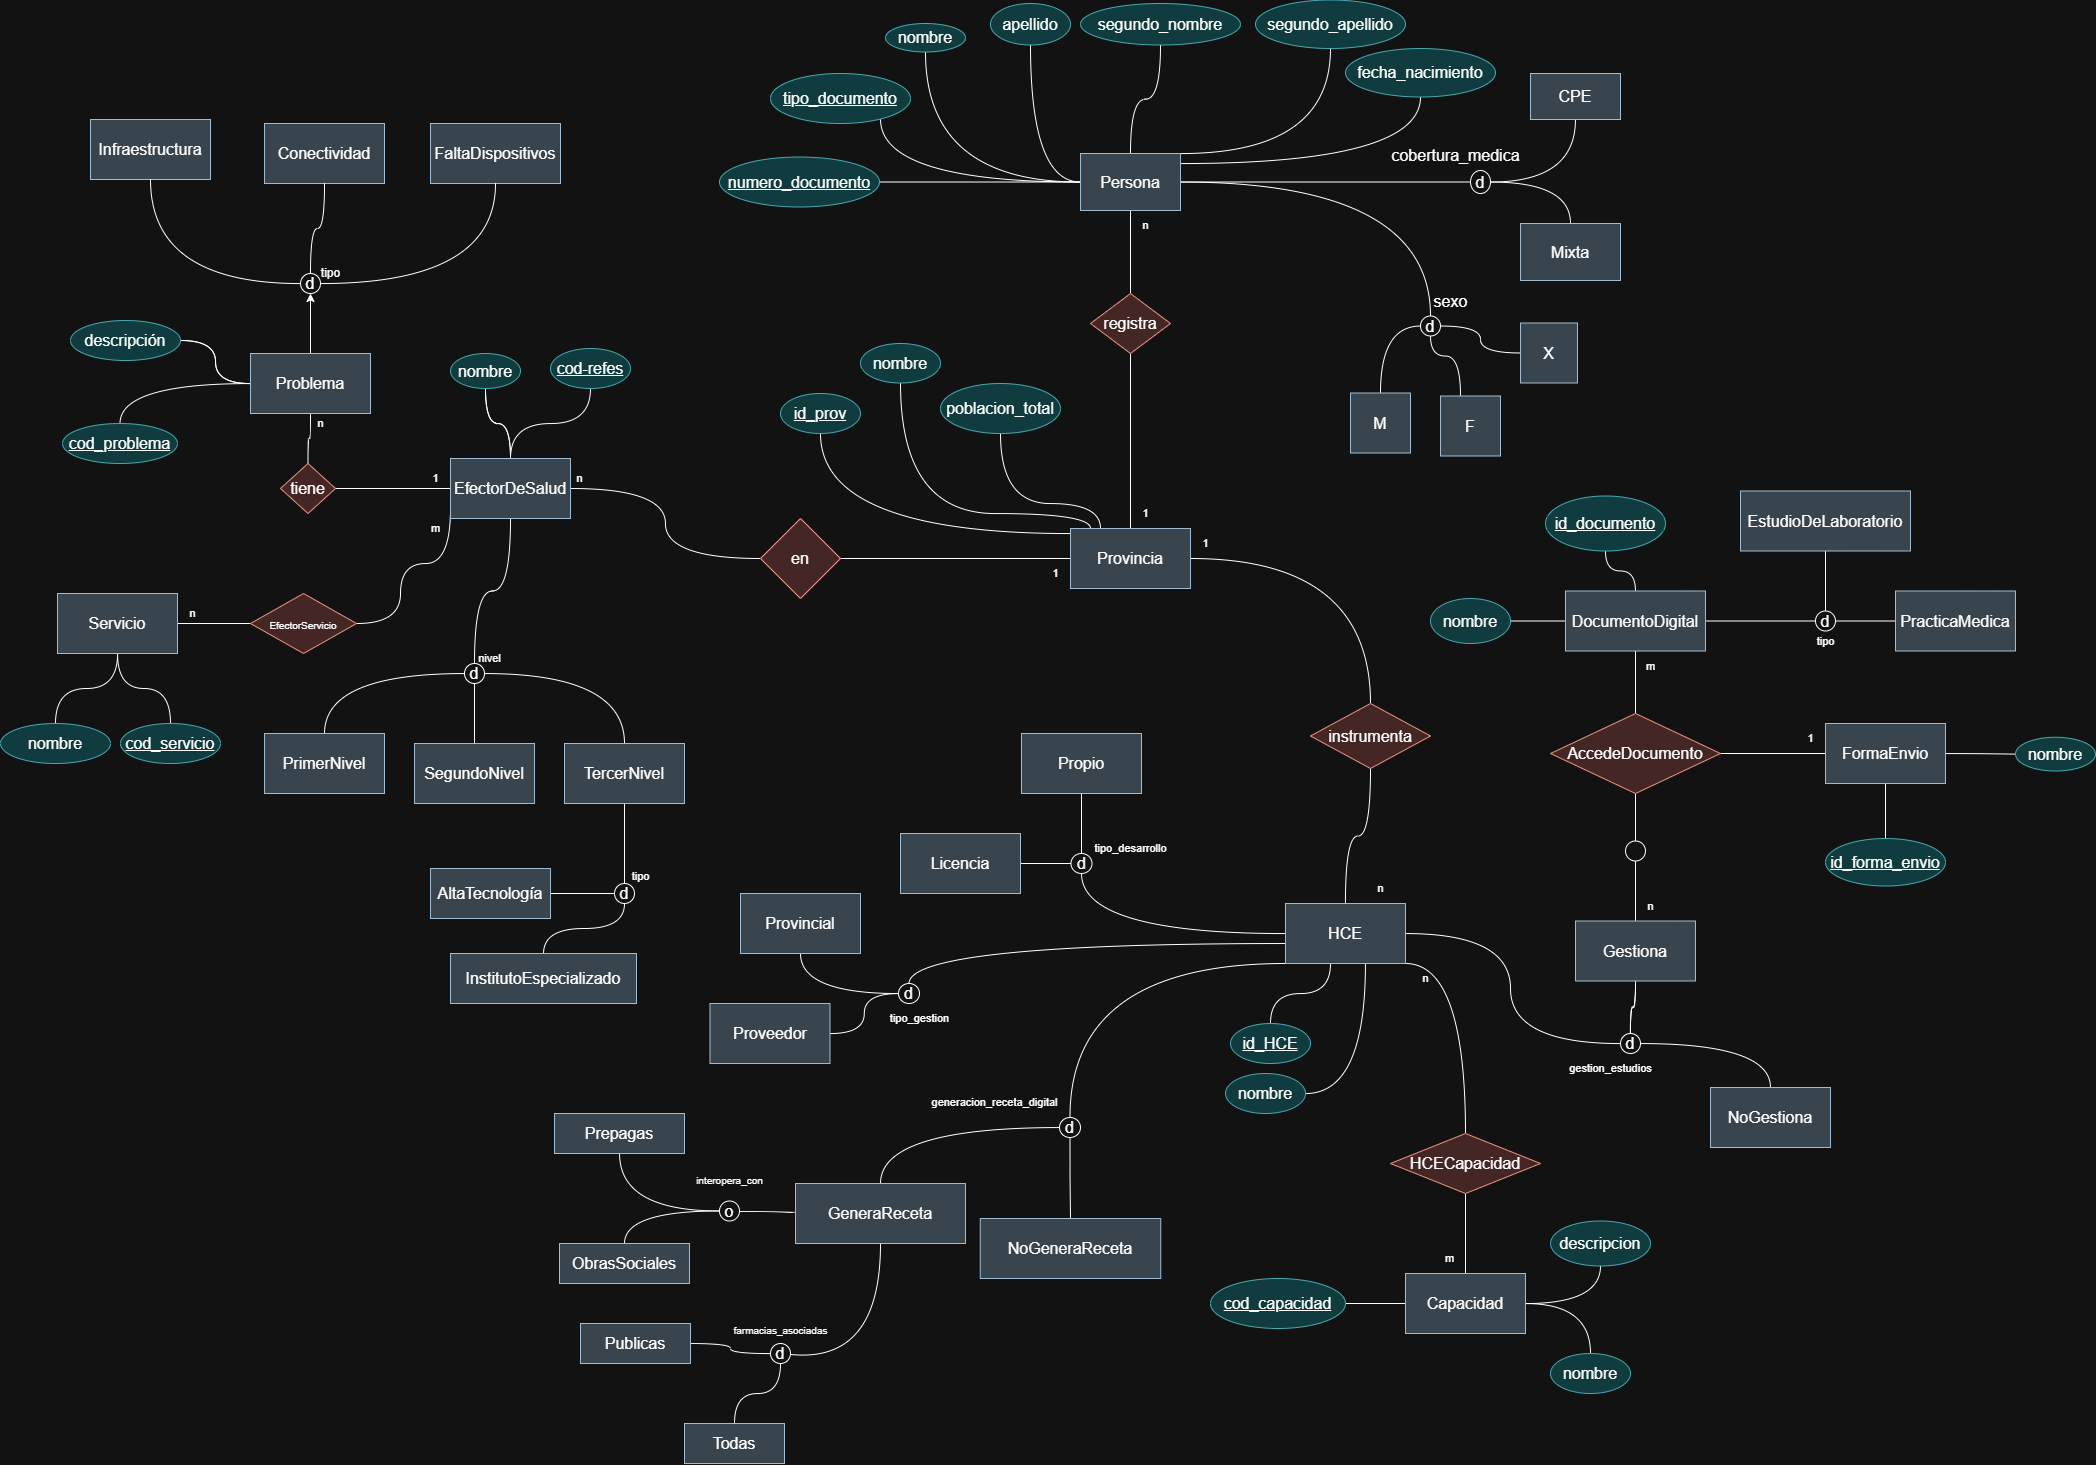 apellido
segundo_nombre
segundo_apellido
nombre
fecha_nacimiento
tipo_documento
CPE
Infraestructura
Conectividad
FaltaDispositivos
cobertura_medica
numero_documento
Persona
d
n
Mixta
tipo
d
sexo
d
registra
descripción
X
nombre
cod-refes
nombre
Problema
id_prov
poblacion_total
M
F
n
cod_problema
tiene
1
EfectorDeSalud
n
1
m
en
1
Provincia
1
id_documento
EstudioDeLaboratorio
Servicio
n
EfectorServicio
nombre
DocumentoDigital
d
tipo
PracticaMedica
nivel
d
m
nombre
cod_servicio
PrimerNivel
SegundoNivel
TercerNivel
Propio
instrumenta
AccedeDocumento
1
FormaEnvio
nombre
tipo_desarrollo
Licencia
d
id_forma_envio
tipo
AltaTecnología
d
n
n
Provincial
HCE
Gestiona
InstitutoEspecializado
d
n
tipo_gestion
Proveedor
id_HCE
d
gestion_estudios
nombre
generacion_receta_digital
d
NoGestiona
Prepagas
HCECapacidad
interopera_con
o
GeneraReceta
NoGeneraReceta
descripcion
ObrasSociales
m
cod_capacidad
Capacidad
farmacias_asociadas
Publicas
d
nombre
Todas